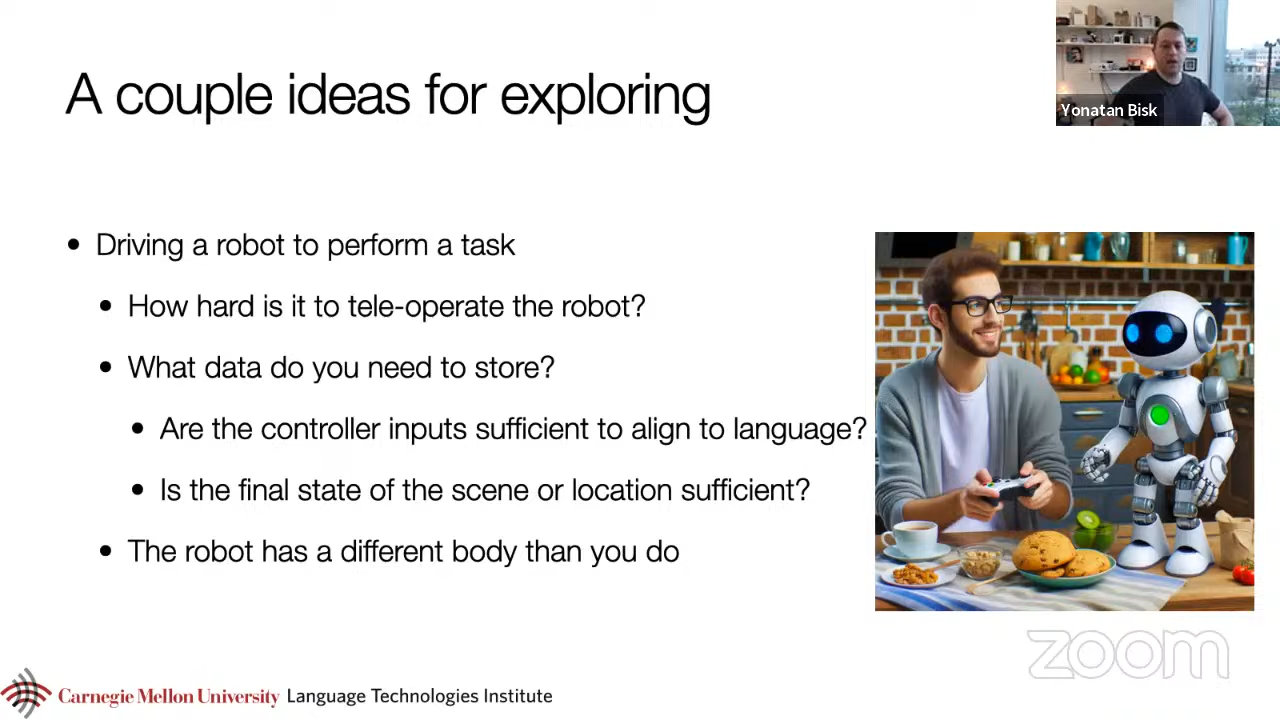 A couple ideas for exploring
Yonatan Bisk
Driving a robot to perform a task
How hard is it to tele-operate the robot?
What data do you need to store?
Are the controller inputs sufficient to align to language?
Is the final state of the scene or location sufficient?
The robot has a different body than you do
zoom
Carnegie Mellon University Language Technologies Institute